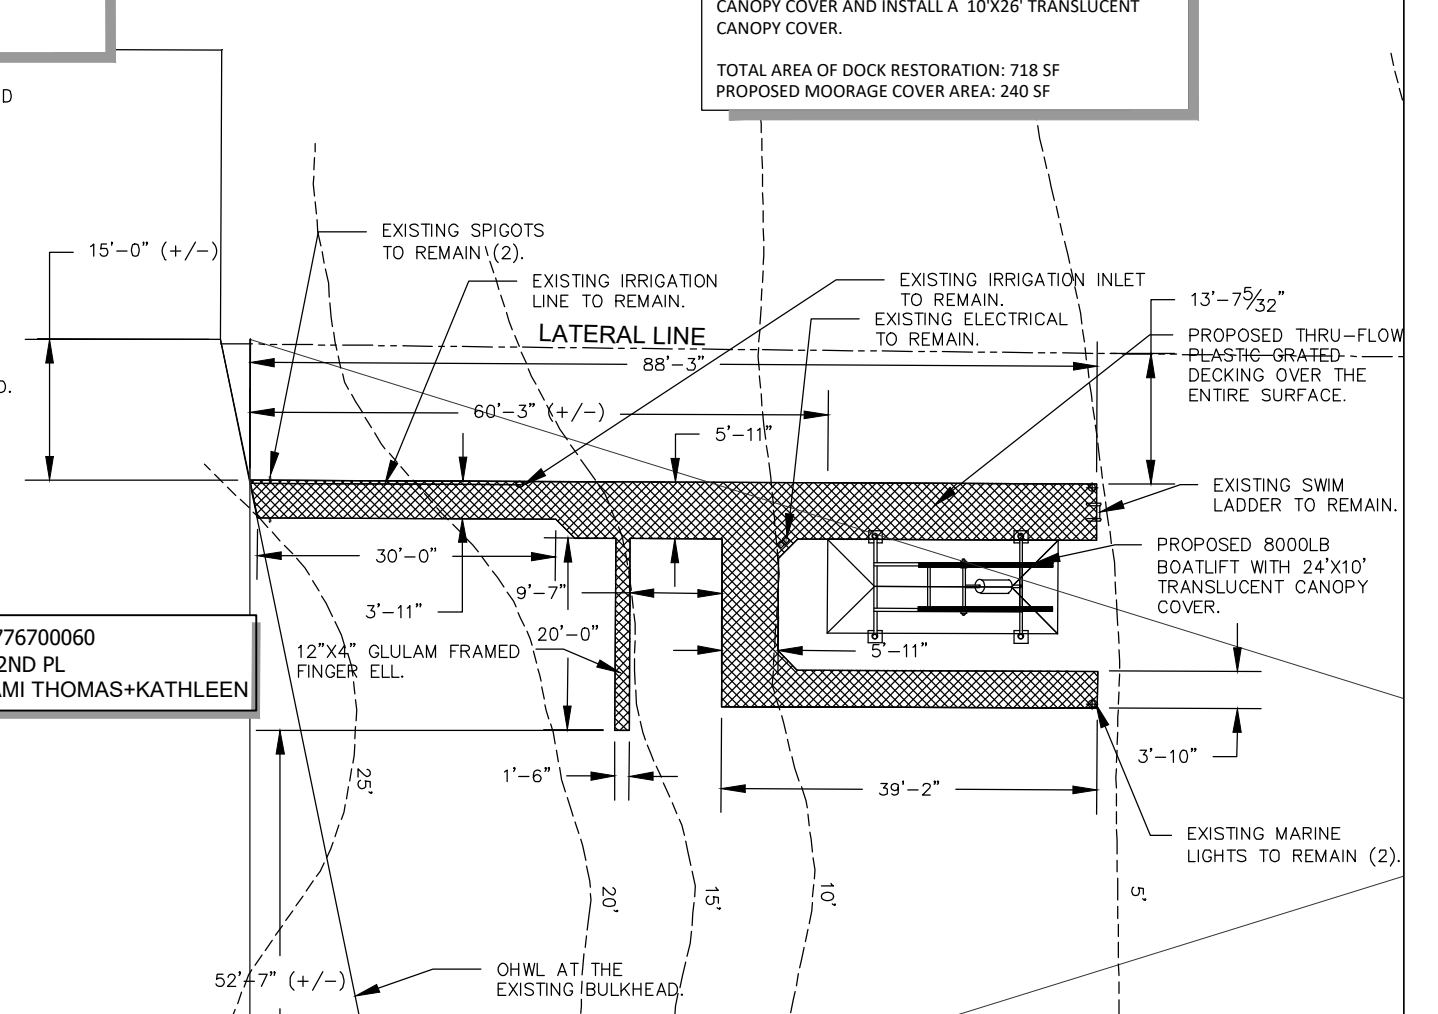 CANOPY COVER AND INSTALL A 10'X26' TRANSLUCENT
CANOPY COVER.
TOTAL AREA OF DOCK RESTORATION: 718 SF
PROPOSED MOORAGE COVER AREA: 240 SF
D
15'-0" (+/-)
EXISTING SPIGOTS
TO REMAIN (2).
EXISTING IRRIGATION
LINE TO REMAIN.
EXISTING IRRIGATION INLET
TO REMAIN.
EXISTING ELECTRICAL
TO REMAIN.
13'-7 5/32"
PROPOSED THRU-FLOW
PLASTIC GRATED
DECKING OVER THE
ENTIRE SURFACE.
LATERAL LINE
88'-3"
60'-3" (+/-)
5'-11"
EXISTING SWIM
LADDER TO REMAIN.
PROPOSED 8000LB
BOATLIFT WITH 24'X10'
TRANSLUCENT CANOPY
COVER.
30'-0"
3'-11"
9'-7"
20'-0"
12"X4" GLULAM FRAMED
FINGER ELL.
5'-11"
776700060
2ND PL
AMI THOMAS+KATHLEEN
1'-6"
39'-2"
3'-10"
EXISTING MARINE
LIGHTS TO REMAIN (2).
25'
20'
15'
10'
5'
52'-7" (+/-)
OHWL AT THE
EXISTING BULKHEAD.